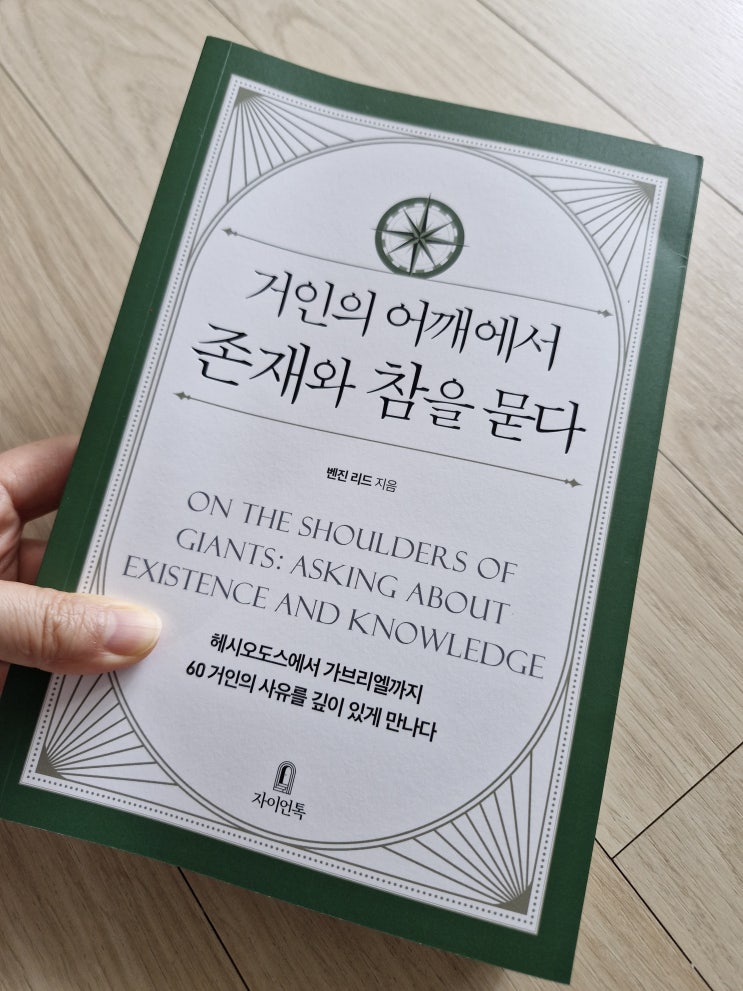 거인의 어깨에서
존재와 참을 묻다
벤진 리드 지음
ON THE SHOULDERS OF
GIANTS: ASKING ABOUT
EXISTENCE AND KNOWLEDGE
헤시오도스에서 가브리엘까지
60 거인의 사유를 깊이 있게 만나다
자이언톡